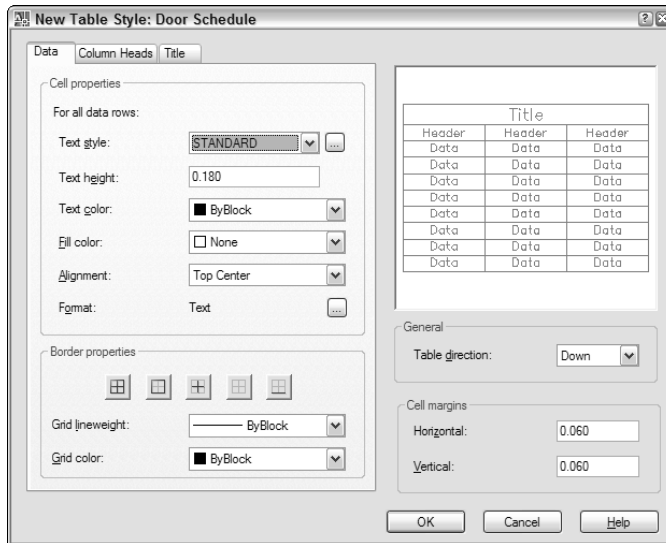 New Table Style: Door Schedule
Data Column Heads Title
Cell properties
For all data rows:
Text style: STANDARD ...
Text height: 0.180
Text color: ByBlock
Fill color: None
Alignment: Top Center
Format: Text ...
Border properties
Grid lineweight: ByBlock
Grid color: ByBlock
Title
Header Header Header
Data Data Data
Data Data Data
Data Data Data
Data Data Data
Data Data Data
Data Data Data
Data Data Data
Data Data Data
General
Table direction: Down
Cell margins
Horizontal: 0.060
Vertical: 0.060
OK Cancel Help